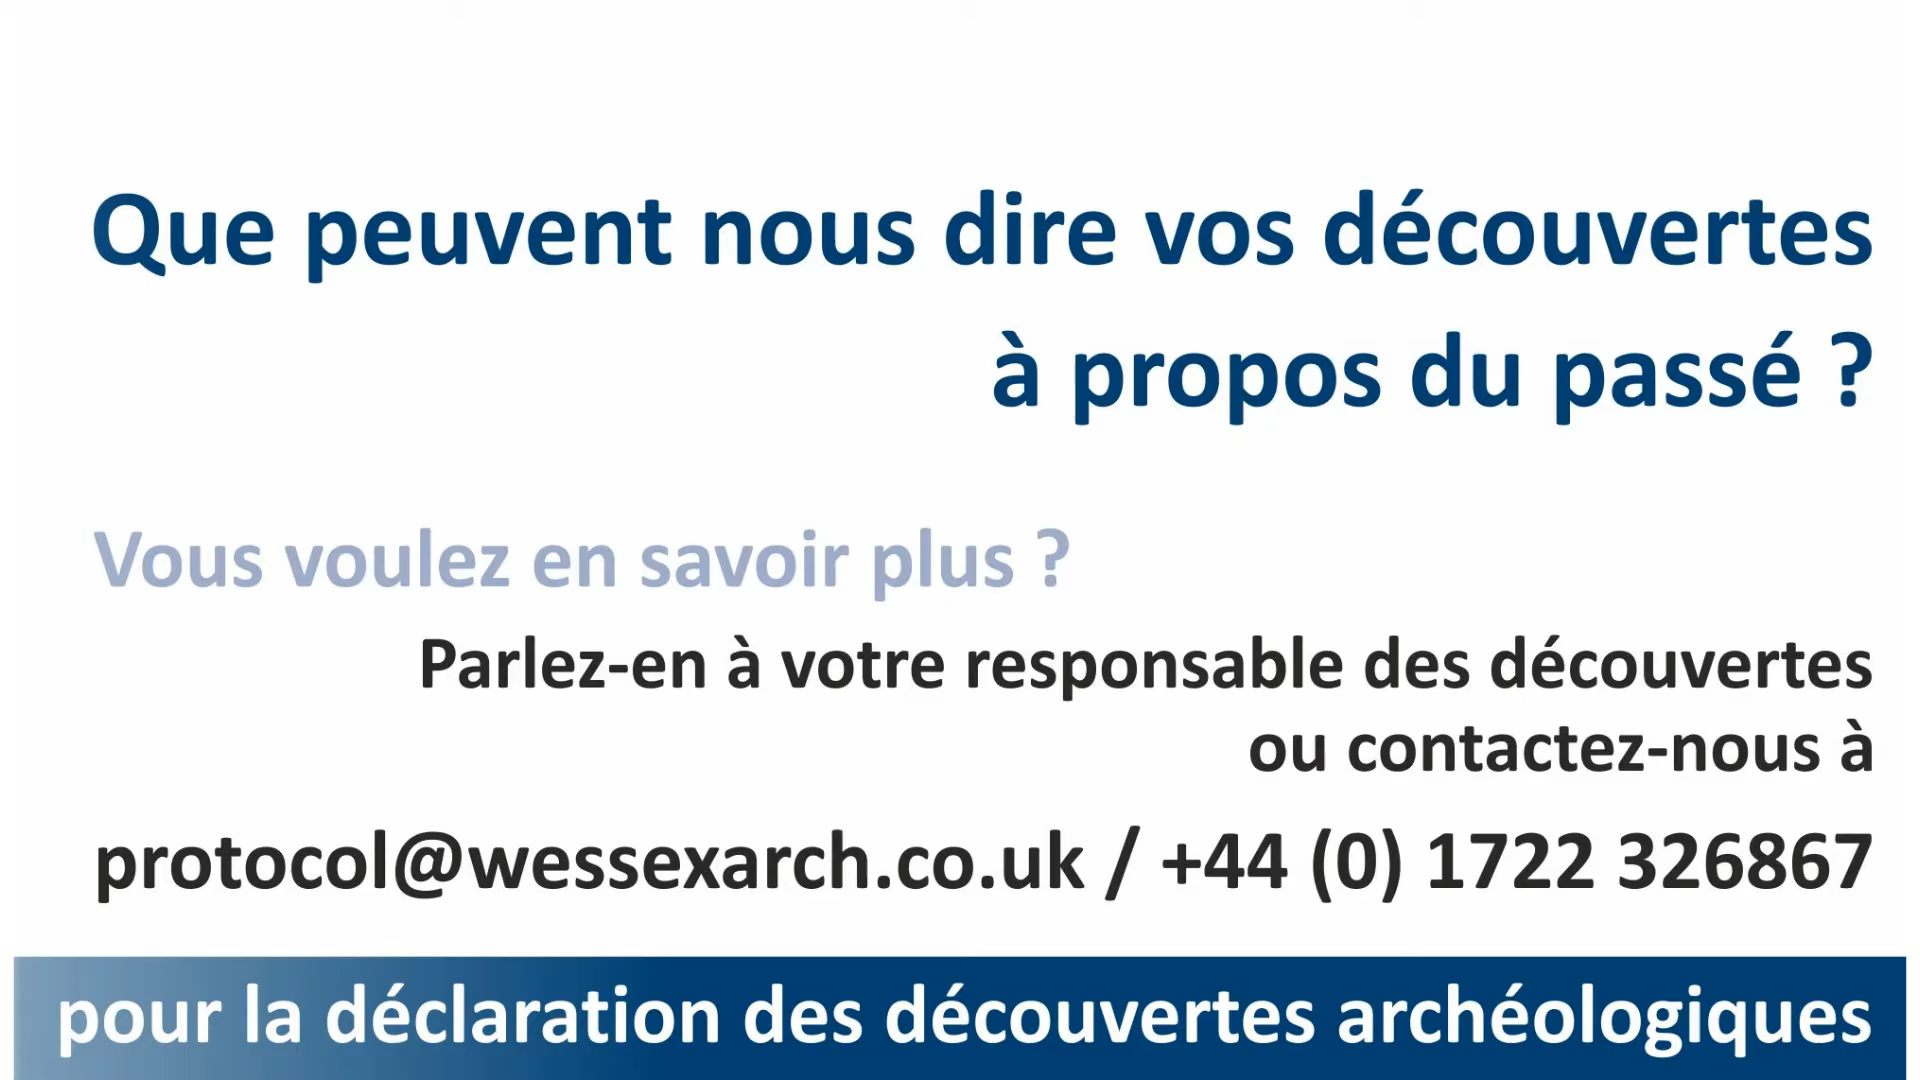 Que peuvent nous dire vos découvertes
à propos du passé ?
Vous voulez en savoir plus ?
Parlez-en à votre responsable des découvertes
ou contactez-nous à
protocol@wessexarch.co.uk / +44 (0) 1722 326867
pour la déclaration des découvertes archéologiques